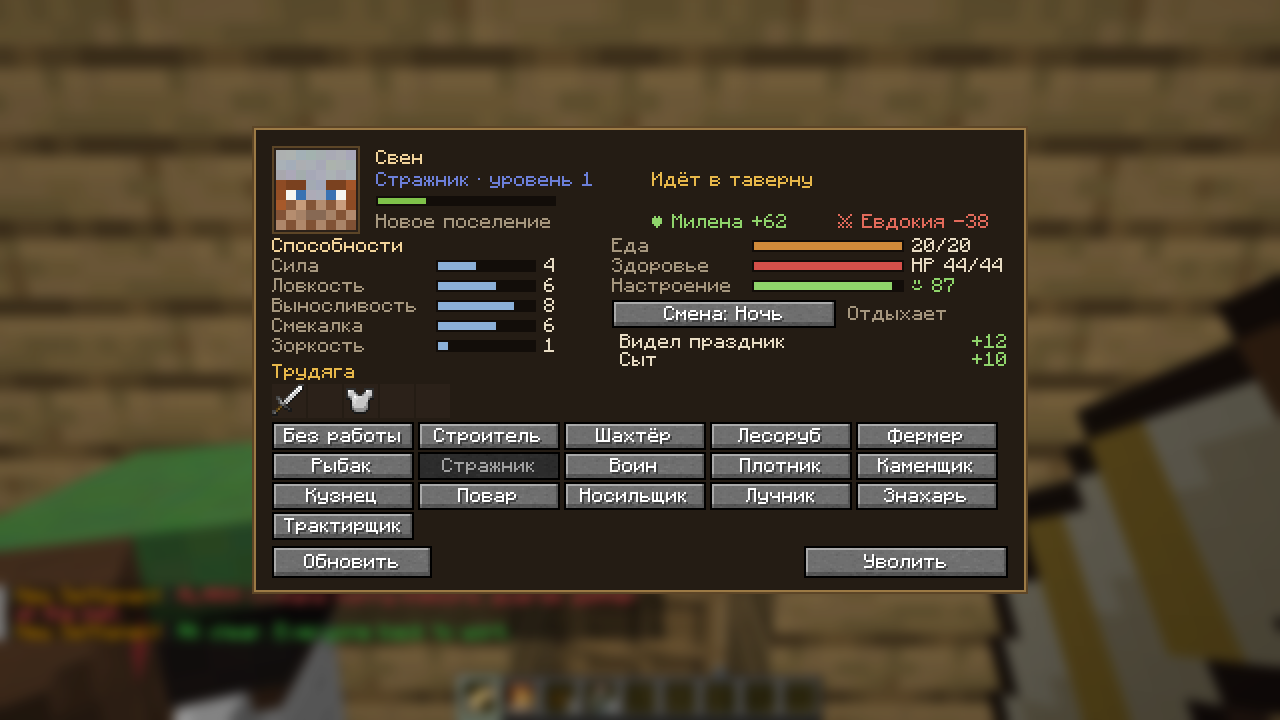 Свен
Стражник · уровень 1
Идёт в таверну
Новое поселение
Милена +62
Евдокия -38
Способности
Сила 4
Ловкость 6
Выносливость 8
Смекалка 6
Зоркость 1
Трудяга
Еда 20/20
Здоровье HP 44/44
Настроение 87
Смена: Ночь
Отдыхает
Видел праздник +12
Сыт +10
Без работы Строитель Шахтёр Лесоруб Фермер
Рыбак Стражник Воин Плотник Каменщик
Кузнец Повар Носильщик Лучник Знахарь
Трактирщик
Обновить Уволить